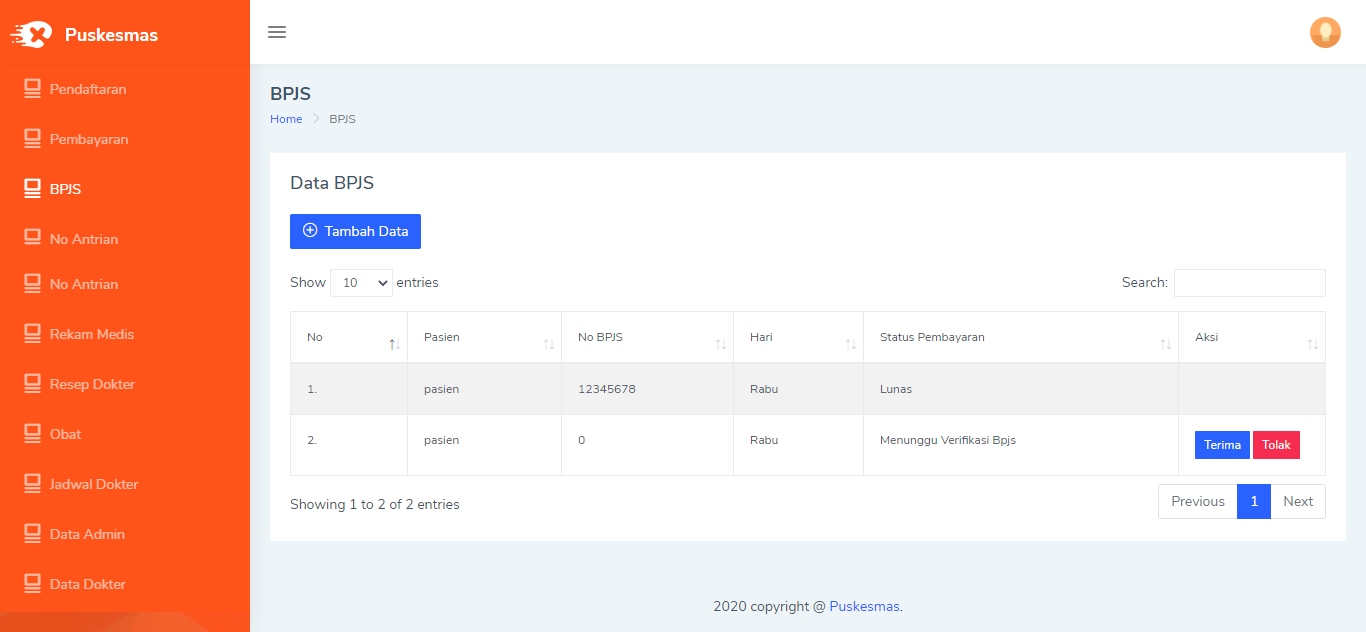 Puskesmas
Pendaftaran
Pembayaran
BPJS
No Antrian
No Antrian
Rekam Medis
Resep Dokter
Obat
Jadwal Dokter
Data Admin
Data Dokter
BPJS
Home BPJS
Data BPJS
Tambah Data
Show 10 entries Search:
No Pasien No BPJS Hari Status Pembayaran Aksi
1. pasien 12345678 Rabu Lunas
2. pasien 0 Rabu Menunggu Verifikasi Bpjs Terima Tolak
Showing 1 to 2 of 2 entries Previous 1 Next
2020 copyright @ Puskesmas.